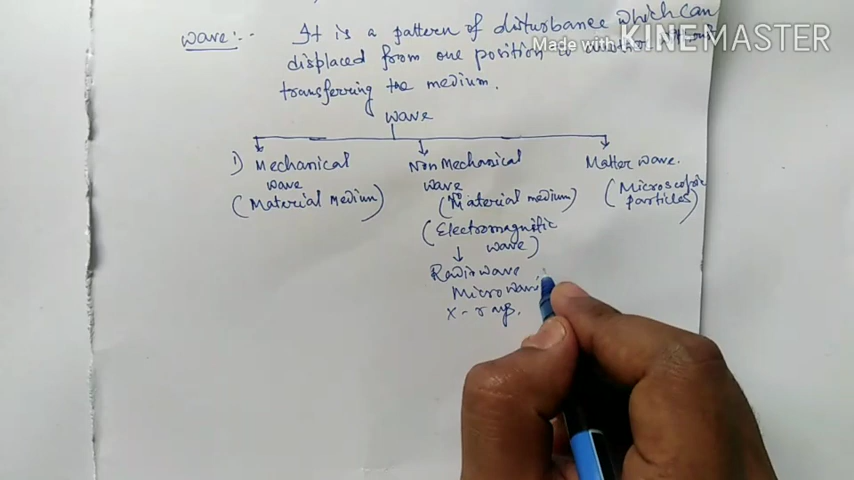 wave:- It is a pattern of disturbance which can
displaced from one position to another
transferring the medium.
wave
1) Mechanical Non Mechanical Matter wave.
wave wave (Microscopic
(Material medium) (Material medium) particles)
(Electromagnetic
wave)
Radiowave
Microwave
X-rays.
Made with KINEMASTER